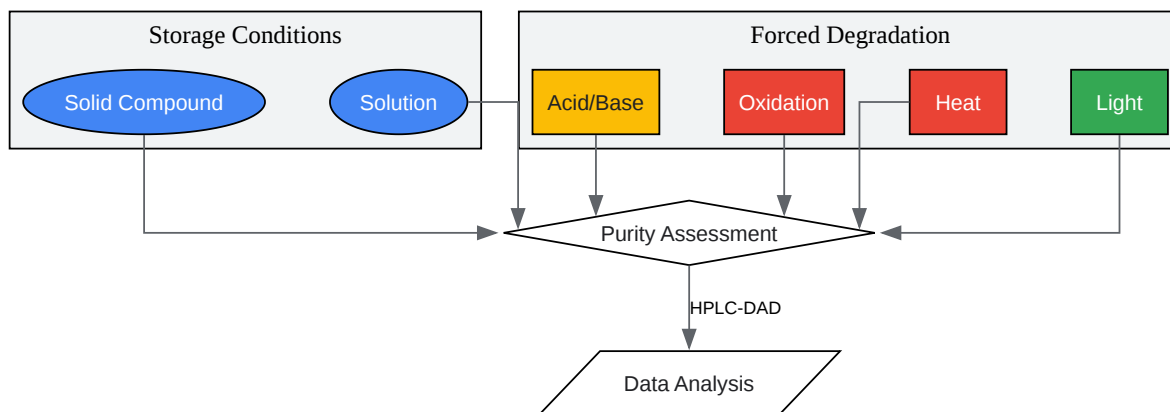 Storage Conditions
Forced Degradation
Solid Compound
Solution
Acid/Base
Oxidation
Heat
Light
Purity Assessment
HPLC-DAD
Data Analysis